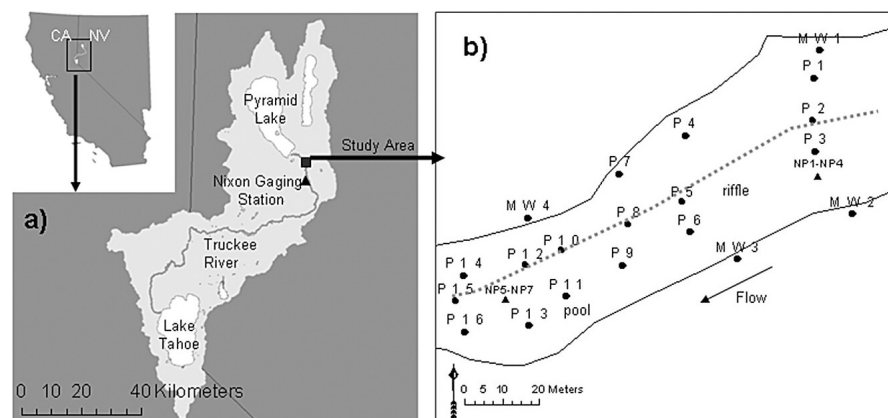 CA NV
Pyramid
Lake
Study Area
Nixon Gaging
Station
a)
Truckee
River
Lake
Tahoe
0 10 20 40 Kilometers
b)
M W 1
P 1
P 2
P 4
P 3
NP1-NP4
P 7
P 5
riffle
M W 4
P 8
P 6
M W 2
P 1 0
M W 3
P 1 2
P 9
P 1 4
Flow
P 1 5
NP5-NP7
P 1 1
pool
P 1 6
P 1 3
0 5 10 20 Meters